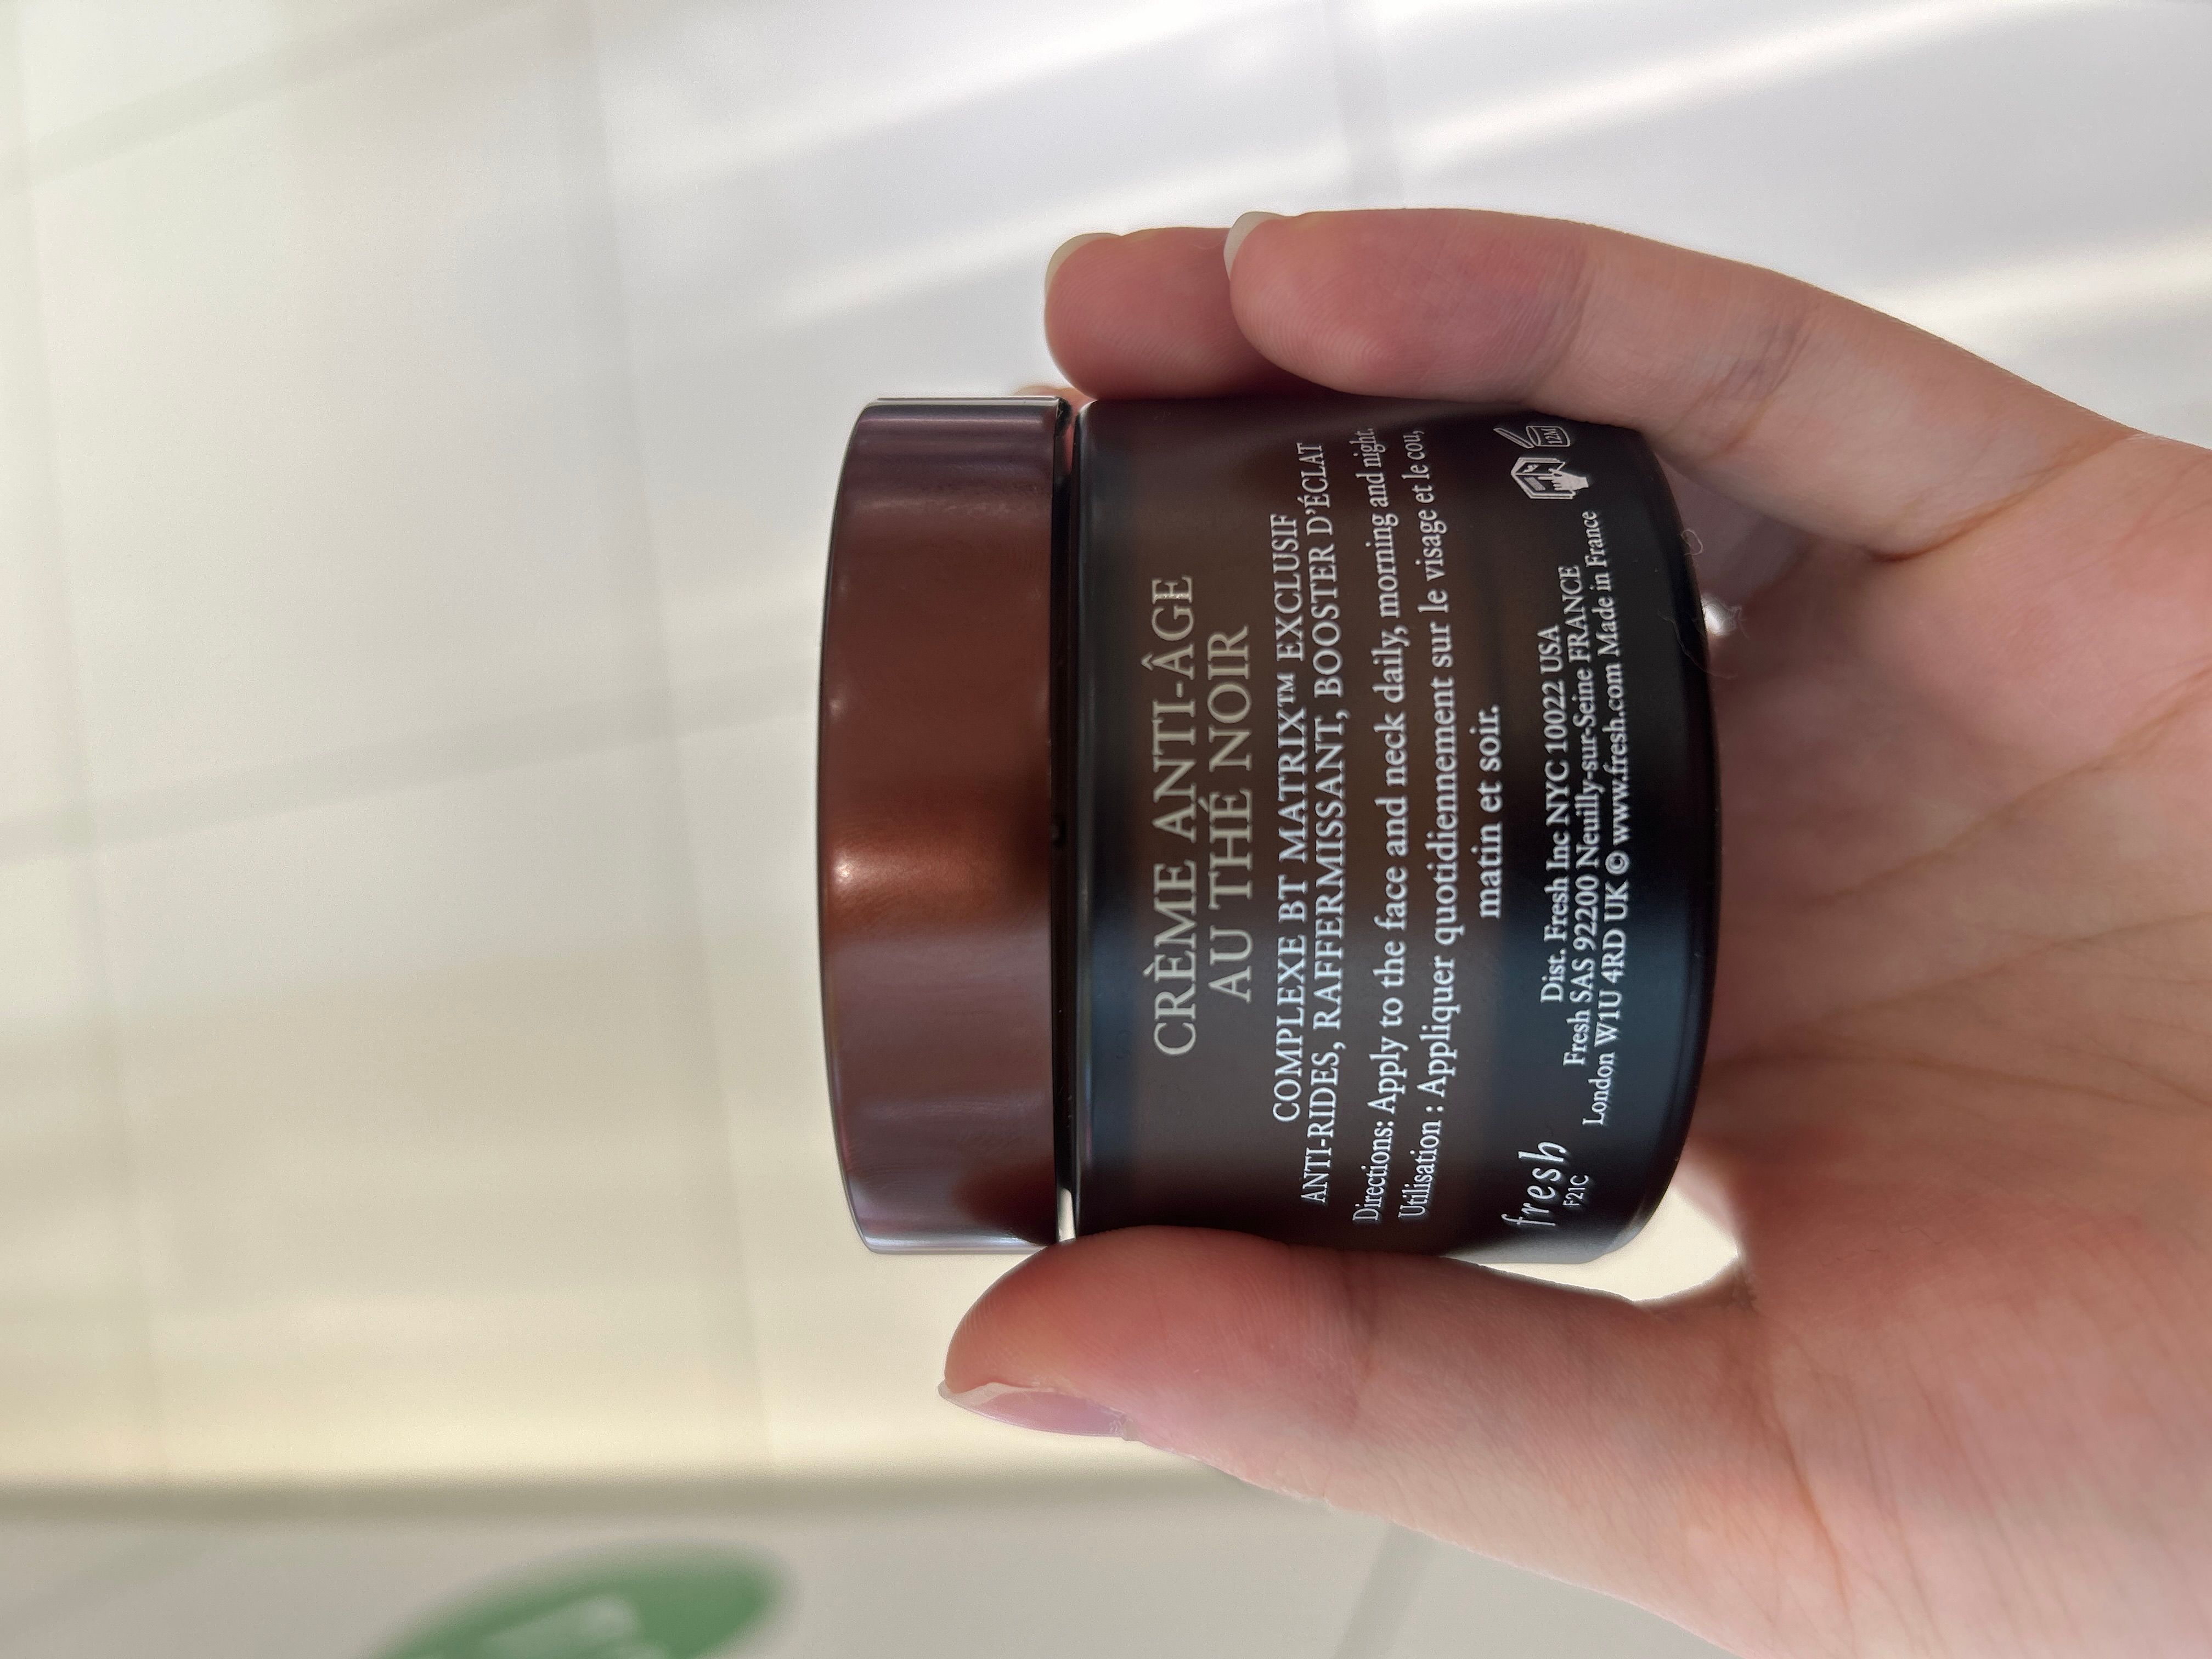 CRÈME ANTI-ÂGE
AU THÉ NOIR
COMPLEXE BT MATRIX™ EXCLUSIF
ANTI-RIDES, RAFFERMISSANT, BOOSTER D'ÉCLAT
Directions: Apply to the face and neck daily, morning and night.
Utilisation : Appliquer quotidiennement sur le visage et le cou,
matin et soir.
fresh
F21C
Dist. Fresh Inc NYC 10022 USA
Fresh SAS 92200 Neuilly-sur-Seine FRANCE
London W1U 4RD UK © www.fresh.com Made in France
12M